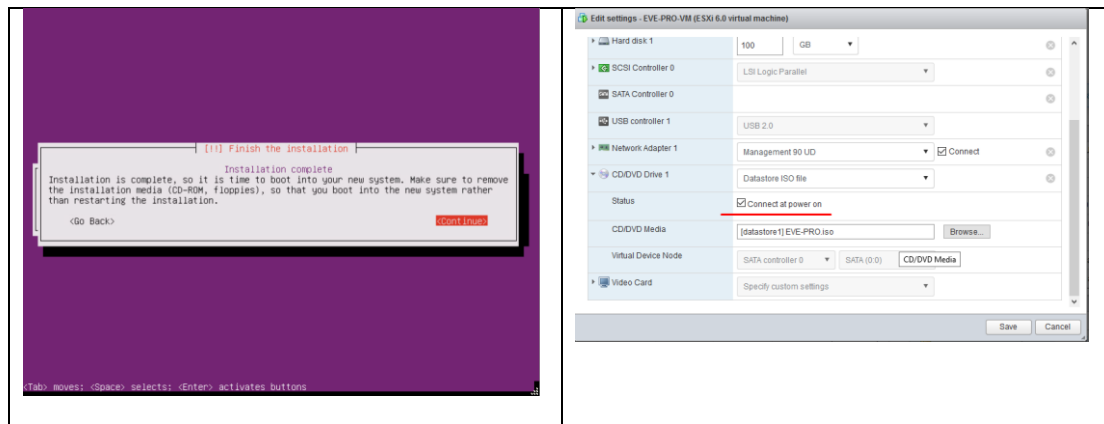 [!!] Finish the installation
Installation complete
Installation is complete, so it is time to boot into your new system. Make sure to remove
the installation media (CD-ROM, floppies), so that you boot into the new system rather
than restarting the installation.
<Go Back>
<Continue>
<Tab> moves; <Space> selects; <Enter> activates buttons
Edit settings - EVE-PRO-VM (ESXi 6.0 virtual machine)
Hard disk 1
100
GB
SCSI Controller 0
LSI Logic Parallel
SATA Controller 0
USB controller 1
USB 2.0
Network Adapter 1
Management 90 UD
Connect
CD/DVD Drive 1
Datastore ISO file
Status
Connect at power on
CD/DVD Media
[datastore1] EVE-PRO.iso
Browse...
Virtual Device Node
SATA controller 0
SATA (0:0)
CD/DVD Media
Video Card
Specify custom settings
Save
Cancel